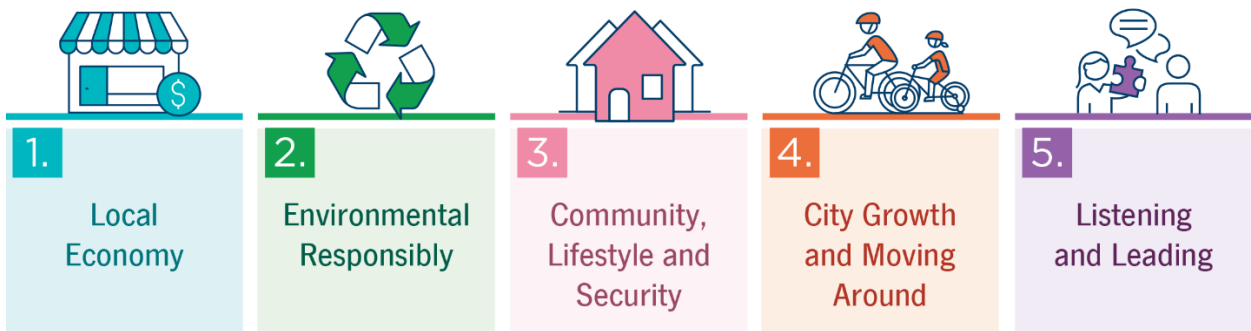 $
1.
Local
Economy
2.
Environmental
Responsibly
3.
Community,
Lifestyle and
Security
4.
City Growth
and Moving
Around
5.
Listening
and Leading